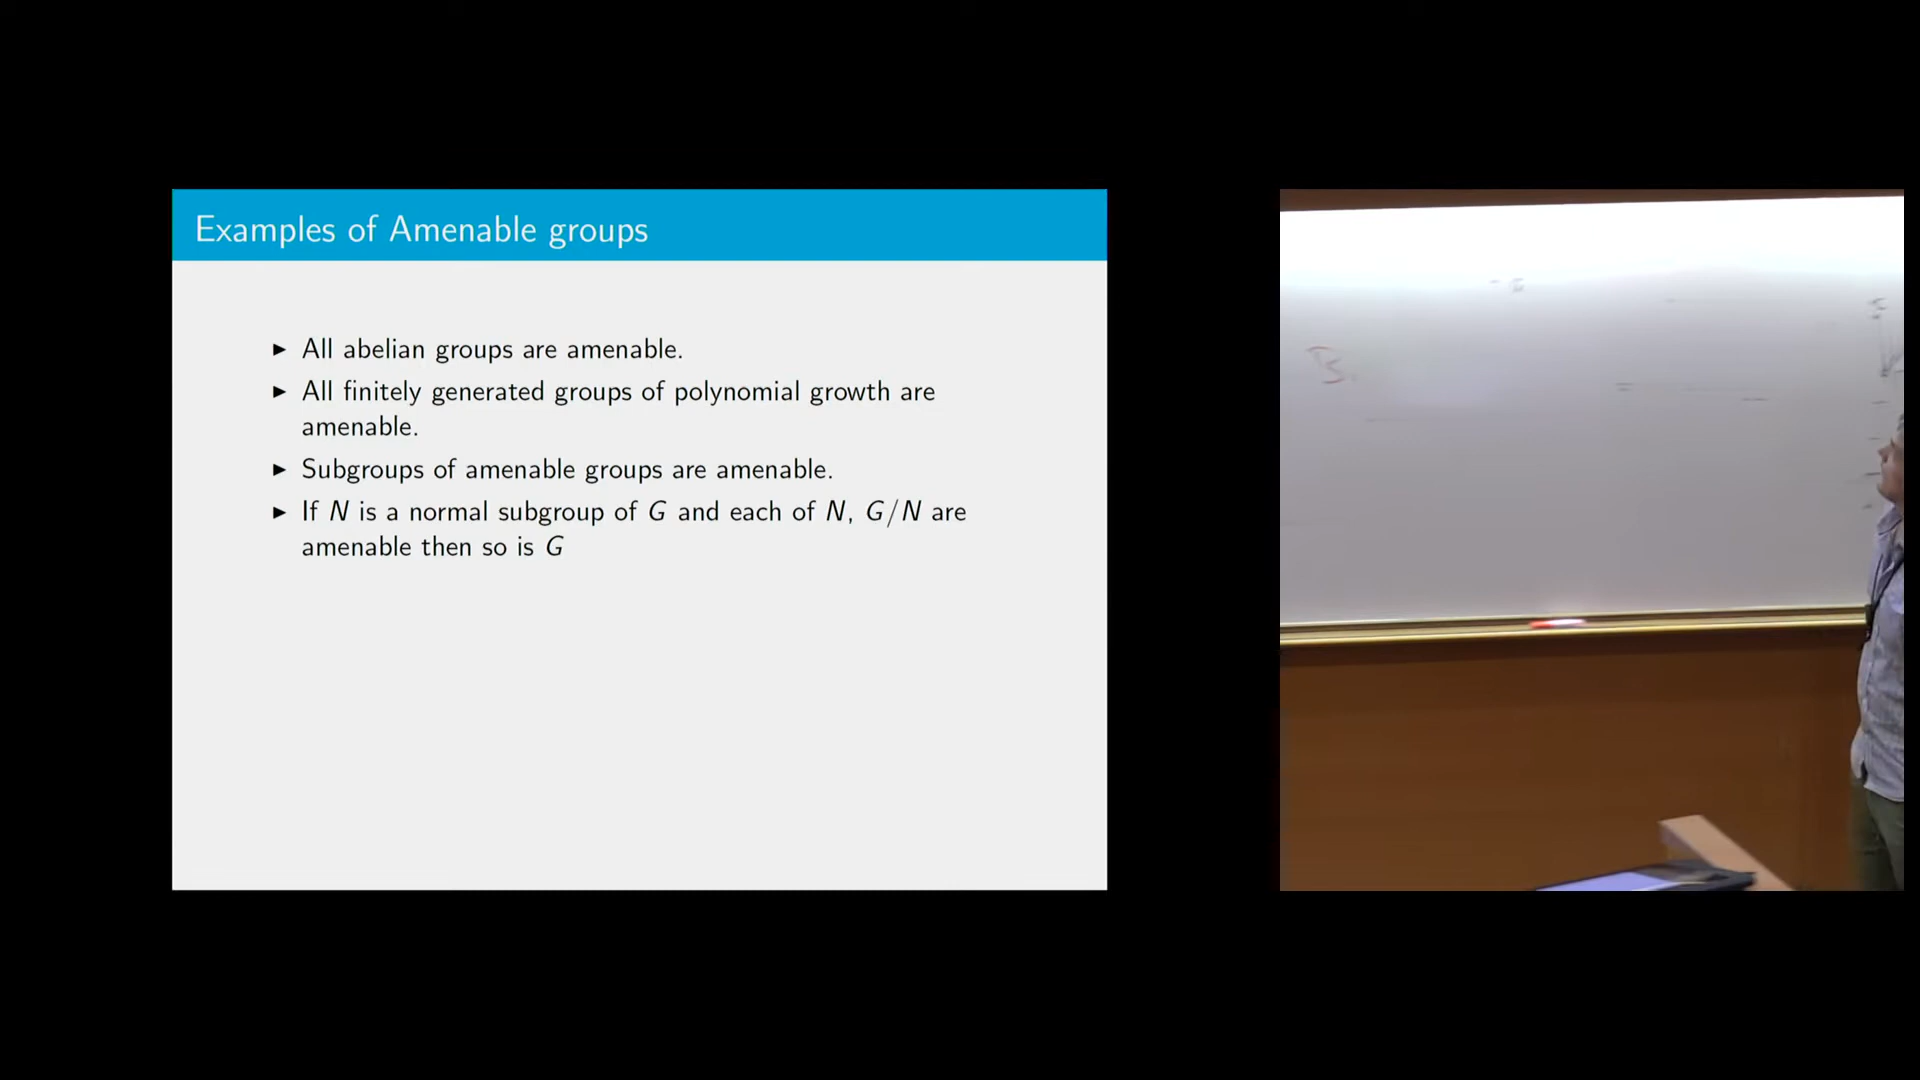 Examples of Amenable groups
▶ All abelian groups are amenable.
▶ All finitely generated groups of polynomial growth are
amenable.
▶ Subgroups of amenable groups are amenable.
▶ If N is a normal subgroup of G and each of N, G/N are
amenable then so is G